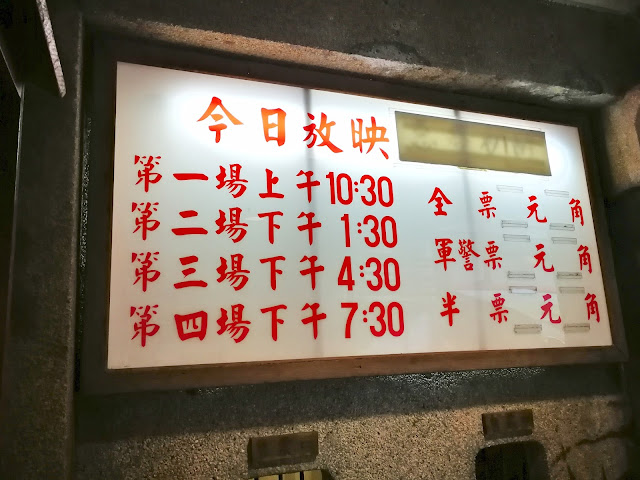 今日放映
第一場上午10:30
第二場下午1:30
第三場下午4:30
第四場下午7:30
全票元角
軍警票元角
半票元角